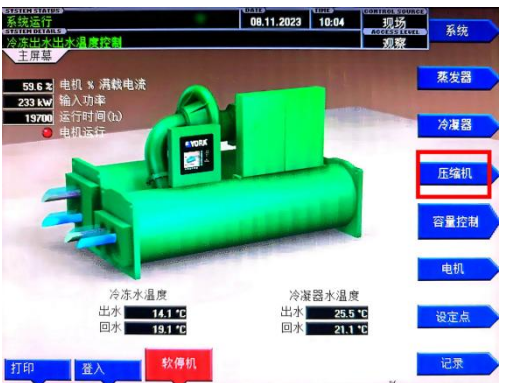 SYSTEM STATUS
系统运行
DATE
08.11.2023
TIME
10:04
CONTROL SOURCE
现场
SYSTEM DETAILS
冷冻出水出水温度控制
ACCESS LEVEL
观察
主屏幕
系统
59.6 % 电机 % 满载电流
233 kW 输入功率
19700 运行时间(h)
电机运行
YORK
蒸发器
冷凝器
压缩机
容量控制
电机
设定点
记录
冷冻水温度
出水 14.1 °C
回水 19.1 °C
冷凝器水温度
出水 25.5 °C
回水 21.1 °C
打印
登入
软停机